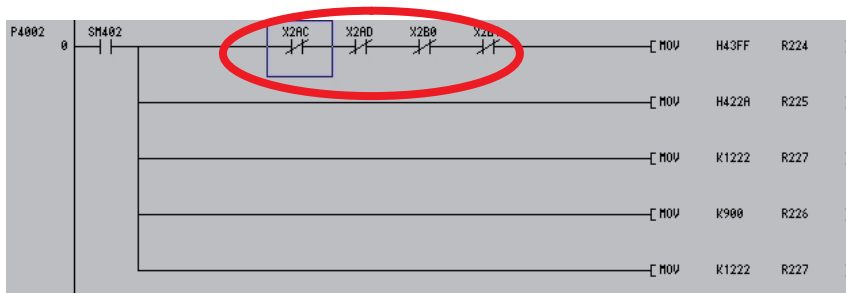 P4002 SM402 X2AC X2AD X2B0
0 MOV H43FF R224
MOV H422A R225
MOV K1222 R227
MOV K900 R226
MOV K1222 R227